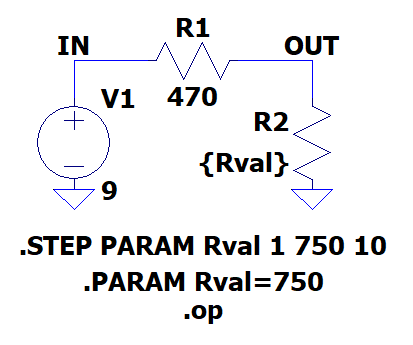 R1
IN
OUT
V1
470
R2
{Rval}
9
.STEP PARAM Rval 1 750 10
.PARAM Rval=750
.op